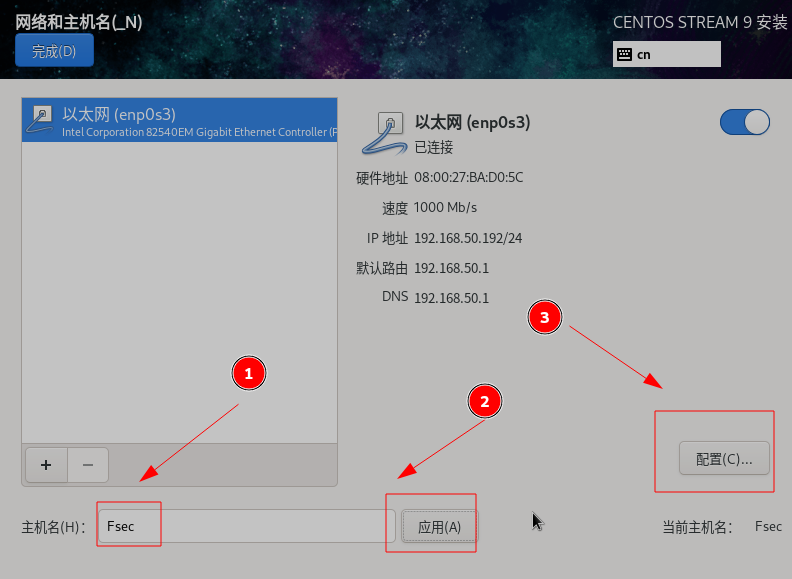 网络和主机名(_N)
CENTOS STREAM 9 安装
完成(D)
cn
以太网 (enp0s3)
Intel Corporation 82540EM Gigabit Ethernet Controller (P
以太网 (enp0s3)
已连接
硬件地址 08:00:27:BA:D0:5C
速度 1000 Mb/s
IP 地址 192.168.50.192/24
默认路由 192.168.50.1
DNS 192.168.50.1
3
1
2
+ −
配置(C)...
主机名(H)： Fsec 应用(A)
当前主机名： Fsec